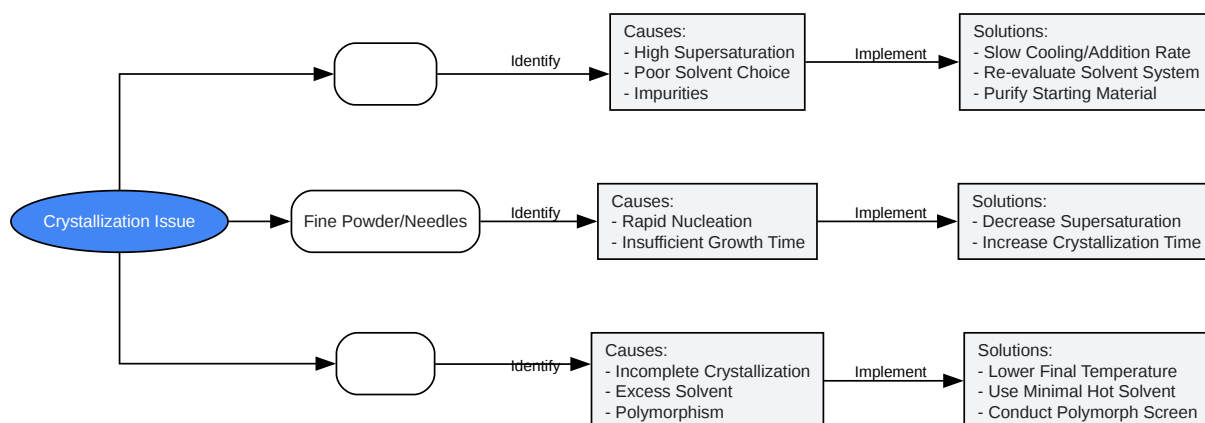 Causes:
- High Supersaturation
- Poor Solvent Choice
- Impurities
Solutions:
- Slow Cooling/Addition Rate
- Re-evaluate Solvent System
- Purify Starting Material
Identify
Implement
Crystallization Issue
Fine Powder/Needles
Identify
Causes:
- Rapid Nucleation
- Insufficient Growth Time
Implement
Solutions:
- Decrease Supersaturation
- Increase Crystallization Time
Identify
Causes:
- Incomplete Crystallization
- Excess Solvent
- Polymorphism
Implement
Solutions:
- Lower Final Temperature
- Use Minimal Hot Solvent
- Conduct Polymorph Screen